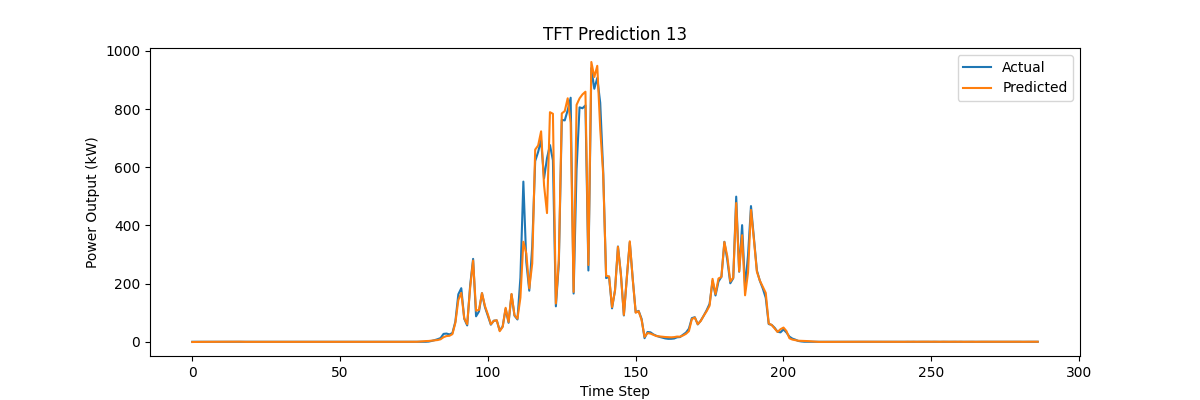 TFT Prediction 13
Power Output (kW)
1000
800
600
400
200
0
Actual
Predicted
0 50 100 150 200 250 300
Time Step